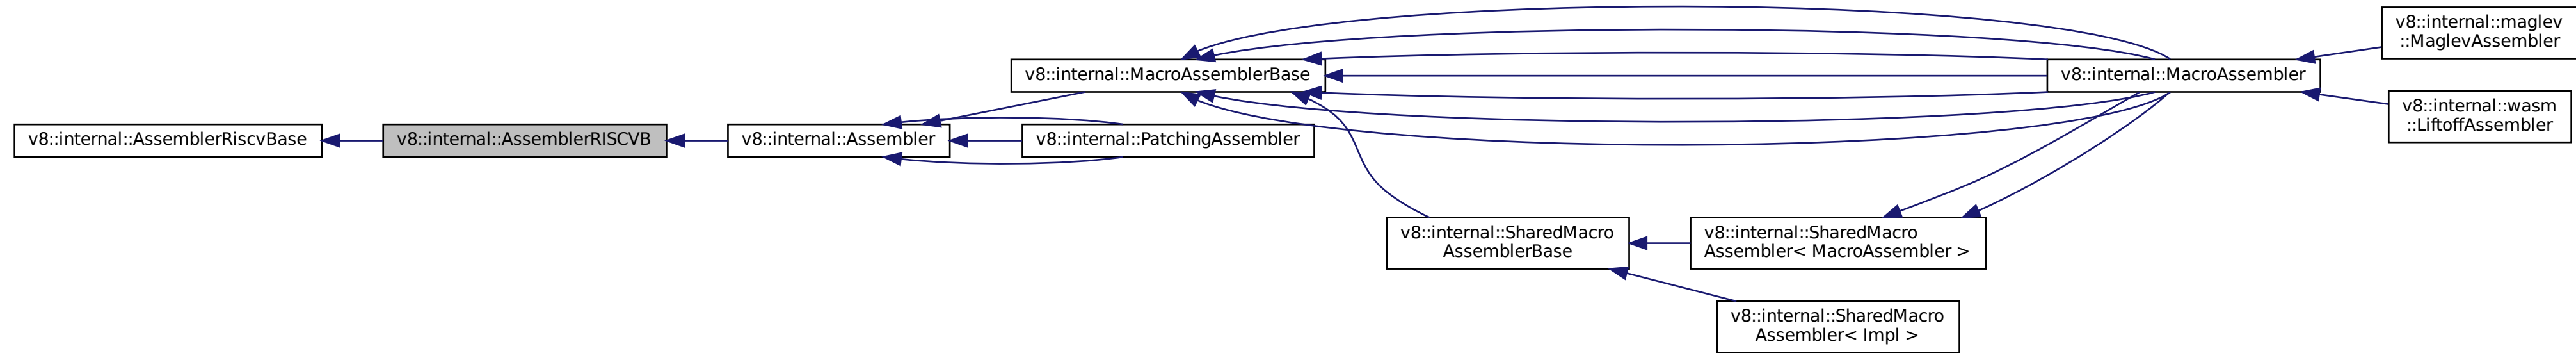 v8::internal::AssemblerRiscvBase
v8::internal::AssemblerRISCVB
v8::internal::Assembler
v8::internal::MacroAssemblerBase
v8::internal::PatchingAssembler
v8::internal::SharedMacro
AssemblerBase
v8::internal::SharedMacro
Assembler< MacroAssembler >
v8::internal::SharedMacro
Assembler< Impl >
v8::internal::MacroAssembler
v8::internal::maglev
::MaglevAssembler
v8::internal::wasm
::LiftoffAssembler